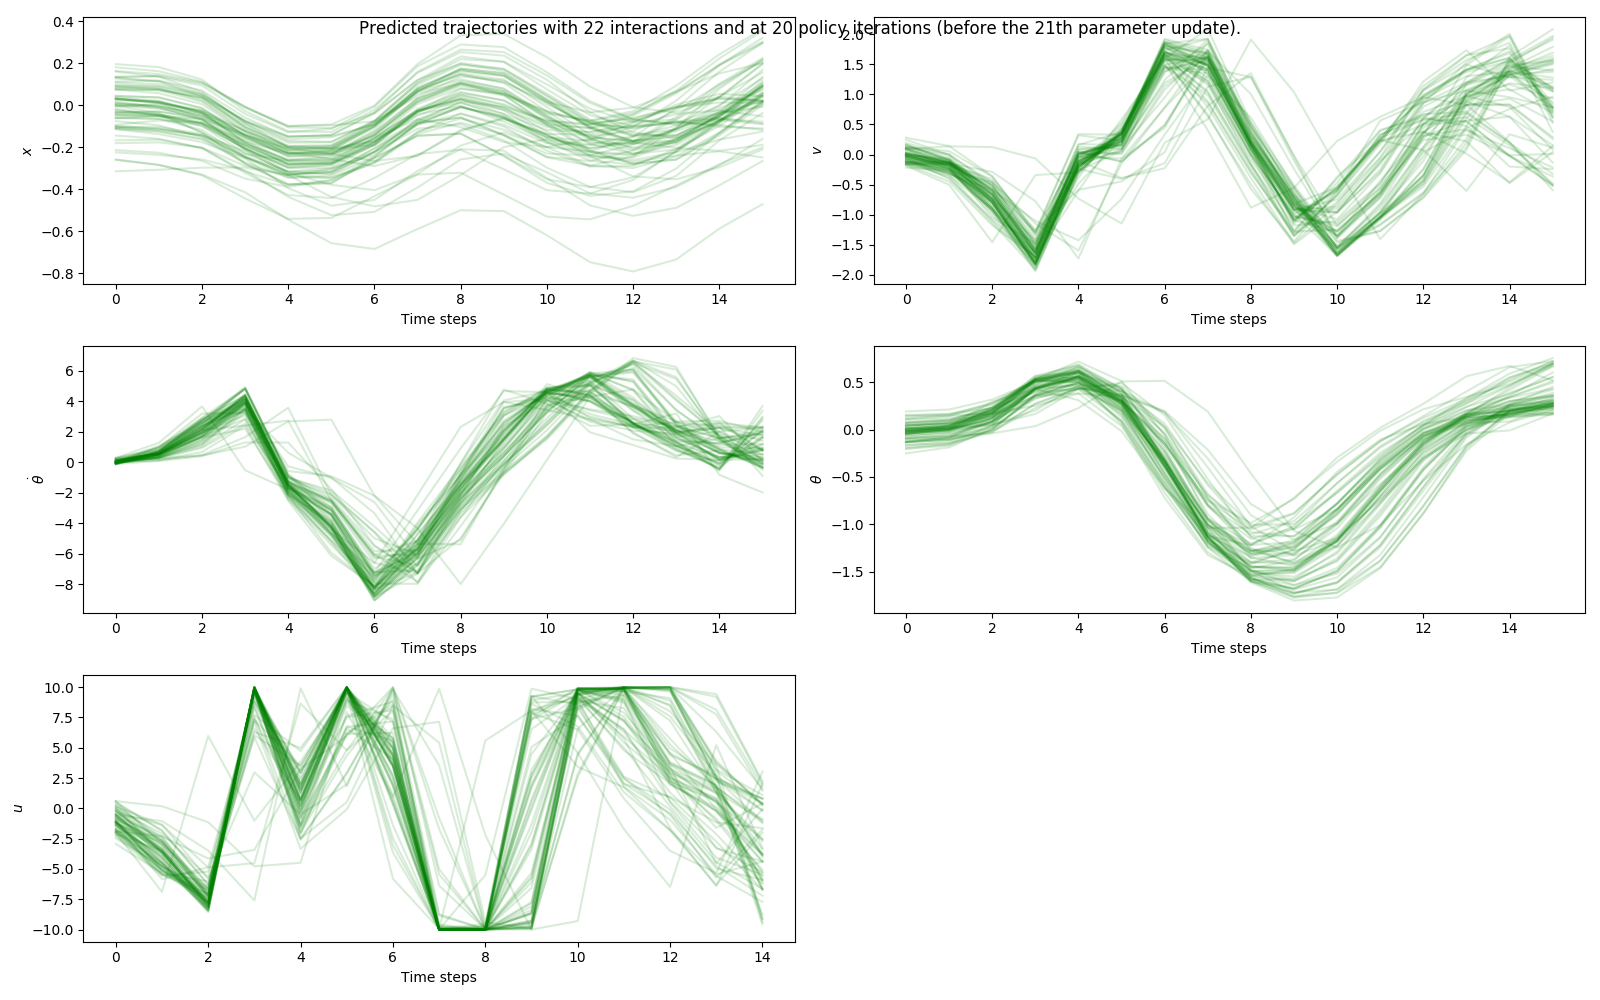 Predicted trajectories with 22 interactions and at 20 policy iterations (before the 21th parameter update).
0.4
0.2
0.0
−0.2
−0.4
−0.6
−0.8
x
0 2 4 6 8 10 12 14
Time steps
2.0
1.5
1.0
0.5
0.0
−0.5
−1.0
−1.5
−2.0
v
0 2 4 6 8 10 12 14
Time steps
6
4
2
0
−2
−4
−6
−8
θ̇
0 2 4 6 8 10 12 14
Time steps
0.5
0.0
−0.5
−1.0
−1.5
θ
0 2 4 6 8 10 12 14
Time steps
10.0
7.5
5.0
2.5
0.0
−2.5
−5.0
−7.5
−10.0
u
0 2 4 6 8 10 12 14
Time steps